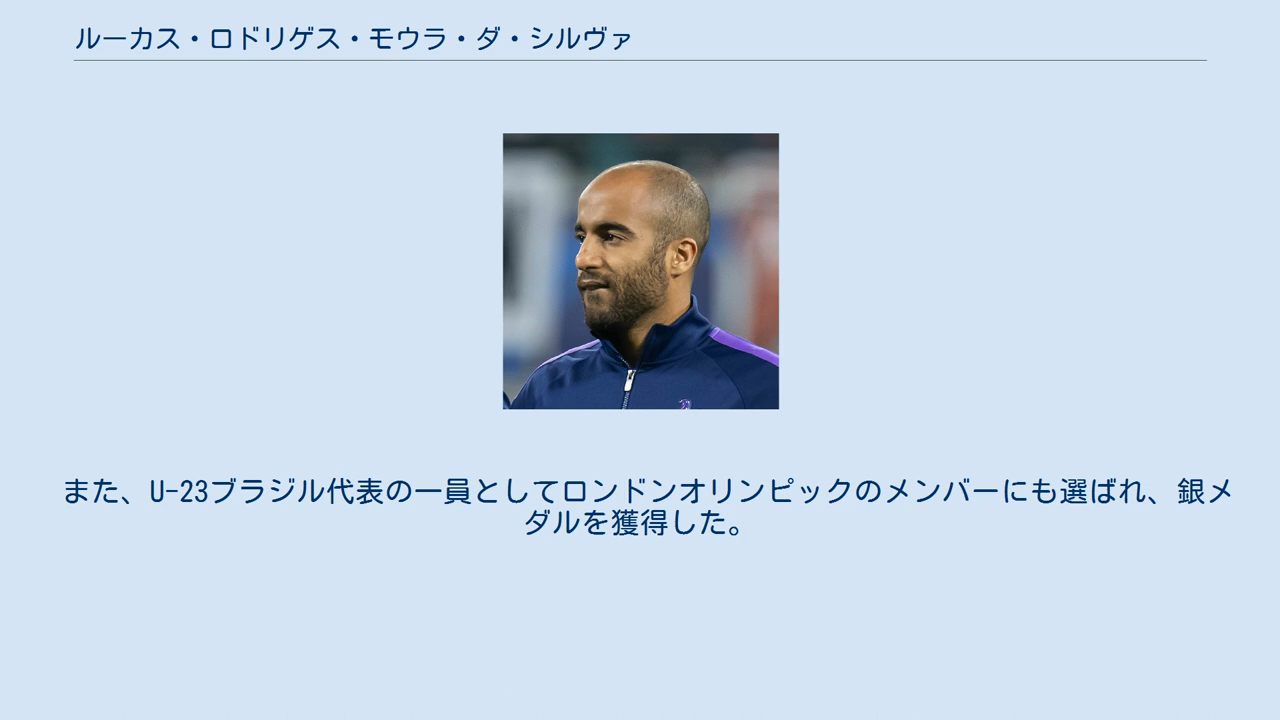 ルーカス・ロドリゲス・モウラ・ダ・シルヴァ
また、U-23ブラジル代表の一員としてロンドンオリンピックのメンバーにも選ばれ、銀メ
ダルを獲得した。